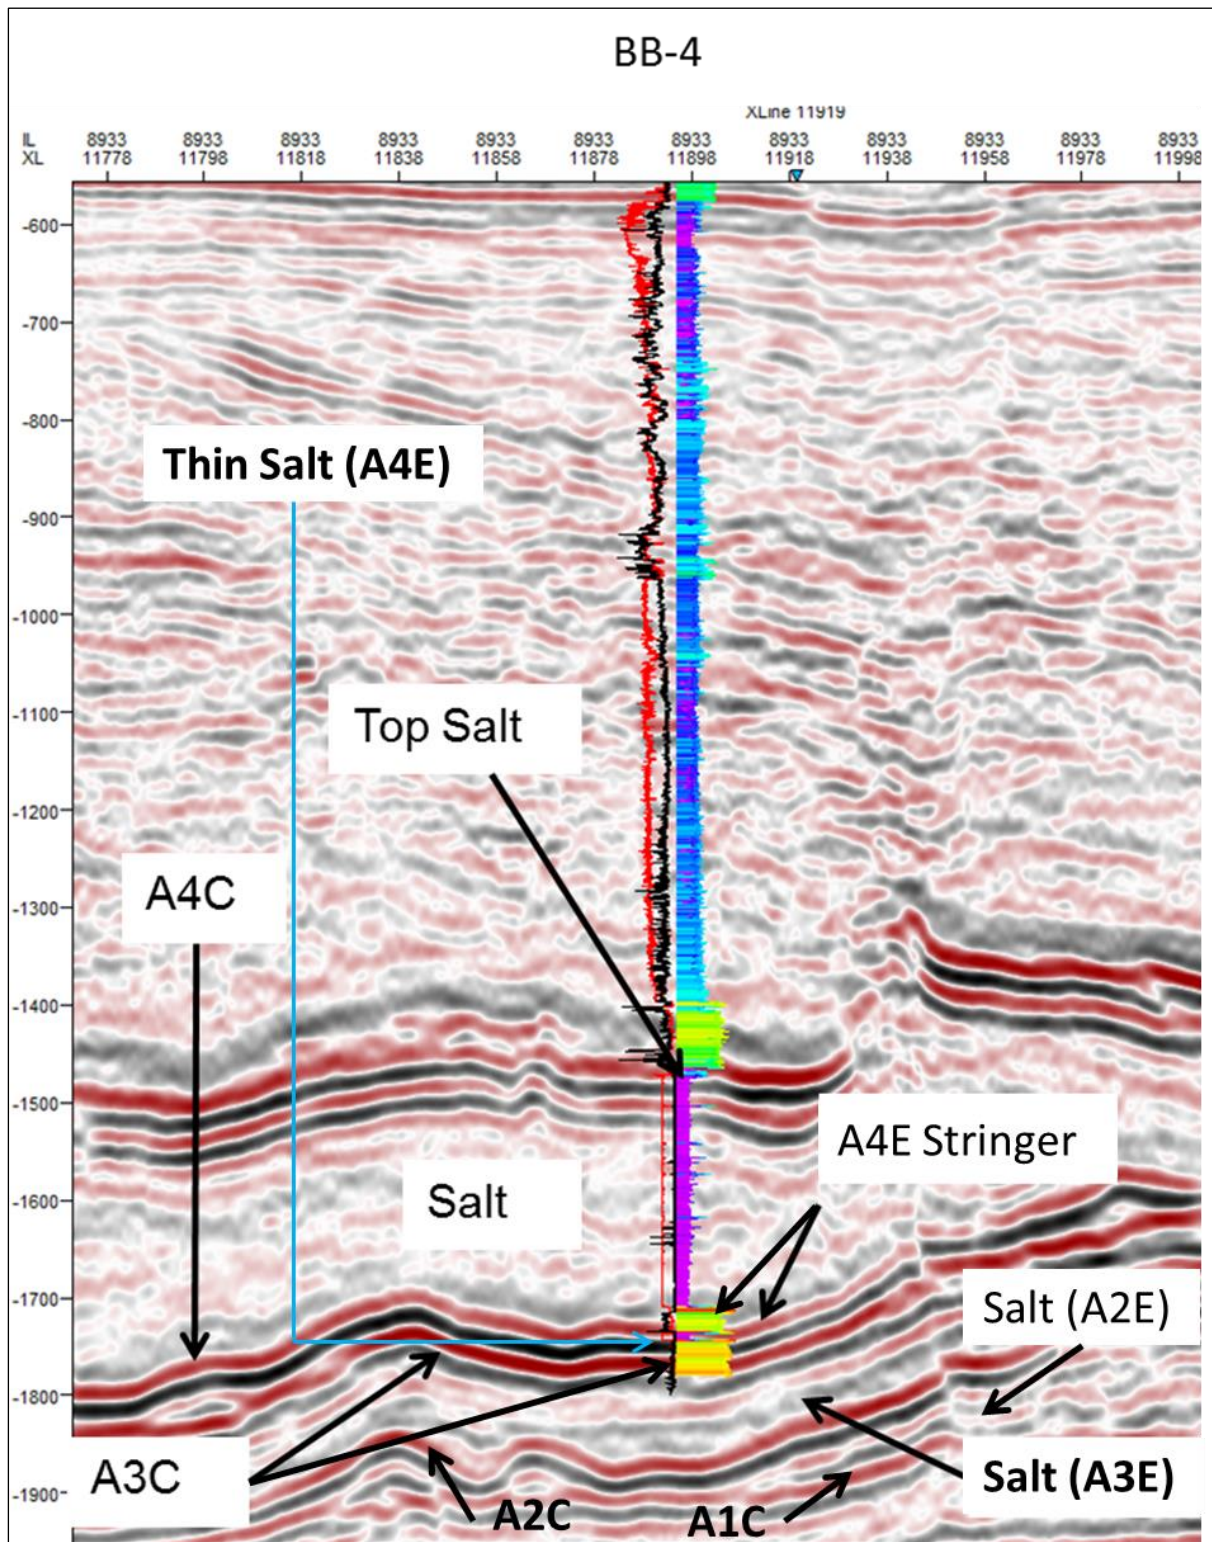 BB-4
XLine 11919
IL 8933 8933 8933 8933 8933 8933 8933 8933 8933 8933 8933 8933
XL 11778 11798 11818 11838 11858 11878 11898 11918 11938 11958 11978 11998
-600
-700
-800
Thin Salt (A4E)
-900
-1000
-1100
Top Salt
-1200
A4C
-1300
-1400
-1500
A4E Stringer
-1600
Salt
-1700
Salt (A2E)
-1800
A3C
Salt (A3E)
-1900
A2C
A1C